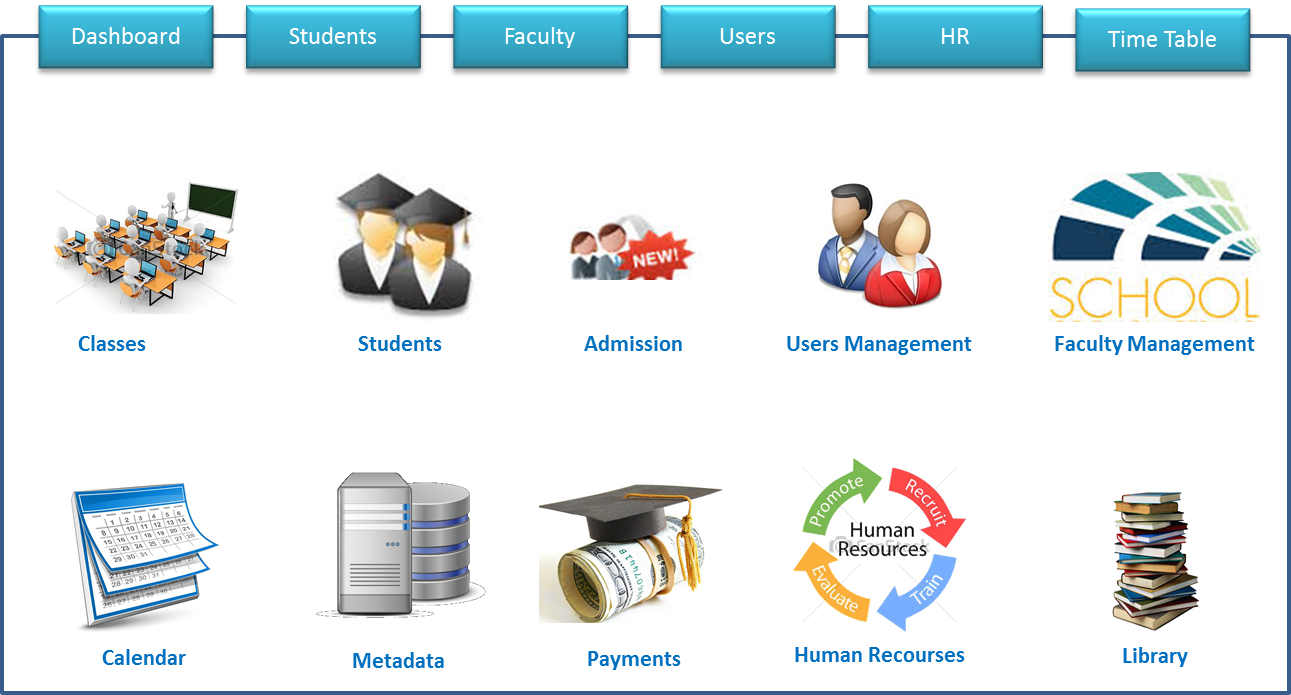 Dashboard
Students
Faculty
Users
HR
Time Table
NEW!
SCHOOL
Classes
Students
Admission
Users Management
Faculty Management
Promote
Recruit
Human
Resources
Evaluate
Train
Calendar
Metadata
Payments
Human Recourses
Library